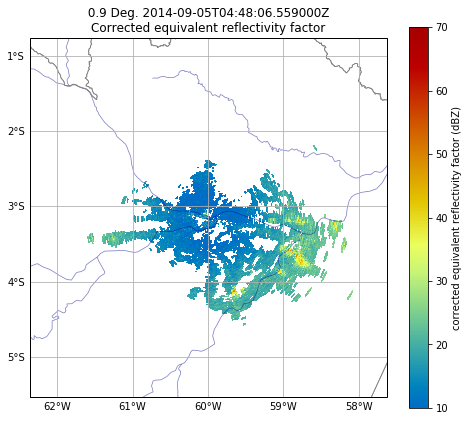 0.9 Deg. 2014-09-05T04:48:06.559000Z
Corrected equivalent reflectivity factor
1°S
2°S
3°S
4°S
5°S
62°W 61°W 60°W 59°W 58°W
70
60
50
40
30
20
10
corrected equivalent reflectivity factor (dBZ)